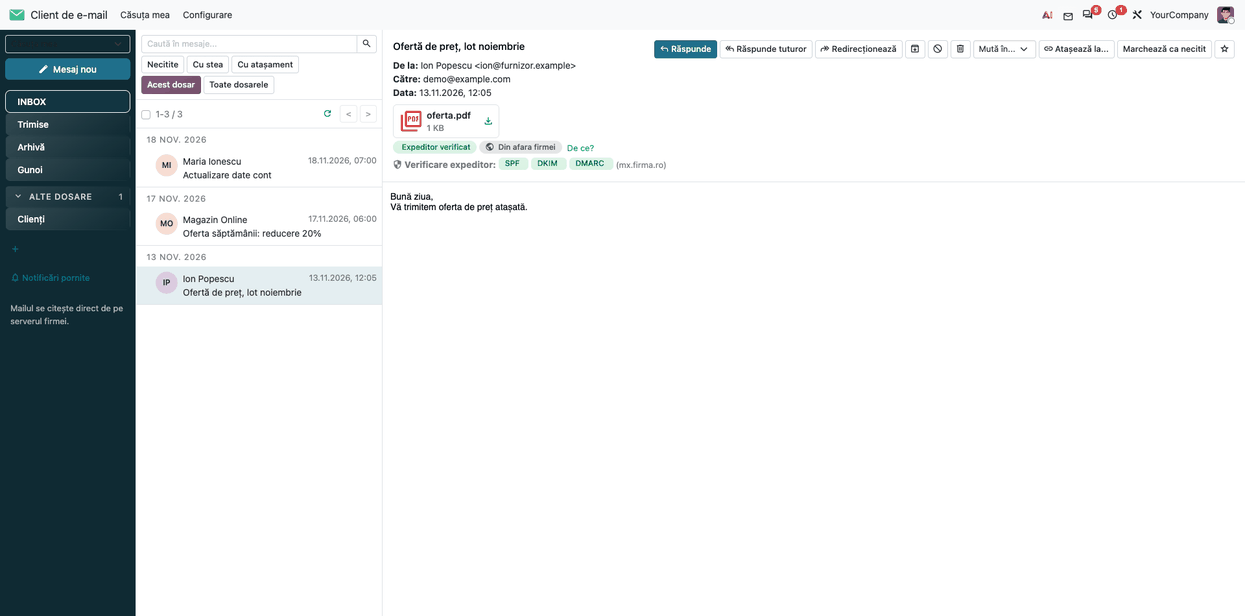 Client de e-mail
Căsuța mea
Configurare
AI
5
1
YourCompany
Mesaj nou
INBOX
Trimise
Arhivă
Gunoi
ALTE DOSARE 1
Clienți
+
Notificări pornite
Mailul se citește direct de pe
serverul firmei.
Caută în mesaje...
Necitite
Cu stea
Cu atașament
Acest dosar
Toate dosarele
1-3 / 3
< >
18 NOV. 2026
MI
Maria Ionescu 18.11.2026, 07:00
Actualizare date cont
17 NOV. 2026
MO
Magazin Online 17.11.2026, 06:00
Oferta săptămânii: reducere 20%
13 NOV. 2026
IP
Ion Popescu 13.11.2026, 12:05
Ofertă de preț, lot noiembrie
Ofertă de preț, lot noiembrie
Răspunde
Răspunde tuturor
Redirecționează
Mută în...
Atașează la...
Marchează ca necitit
De la: Ion Popescu <ion@furnizor.example>
Către: demo@example.com
Data: 13.11.2026, 12:05
PDF
oferta.pdf
1 KB
Expeditor verificat
Din afara firmei
De ce?
Verificare expeditor: SPF DKIM DMARC (mx.firma.ro)
Bună ziua,
Vă trimitem oferta de preț atașată.